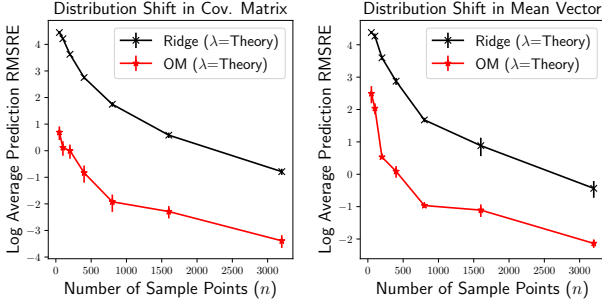 Distribution Shift in Cov. Matrix
Log Average Prediction RMSRE
4
3
2
1
0
−1
−2
−3
−4
Ridge (λ=Theory)
OM (λ=Theory)
0 500 1000 1500 2000 2500 3000
Number of Sample Points (n)
Distribution Shift in Mean Vector
Log Average Prediction RMSRE
4
3
2
1
0
−1
−2
Ridge (λ=Theory)
OM (λ=Theory)
0 500 1000 1500 2000 2500 3000
Number of Sample Points (n)